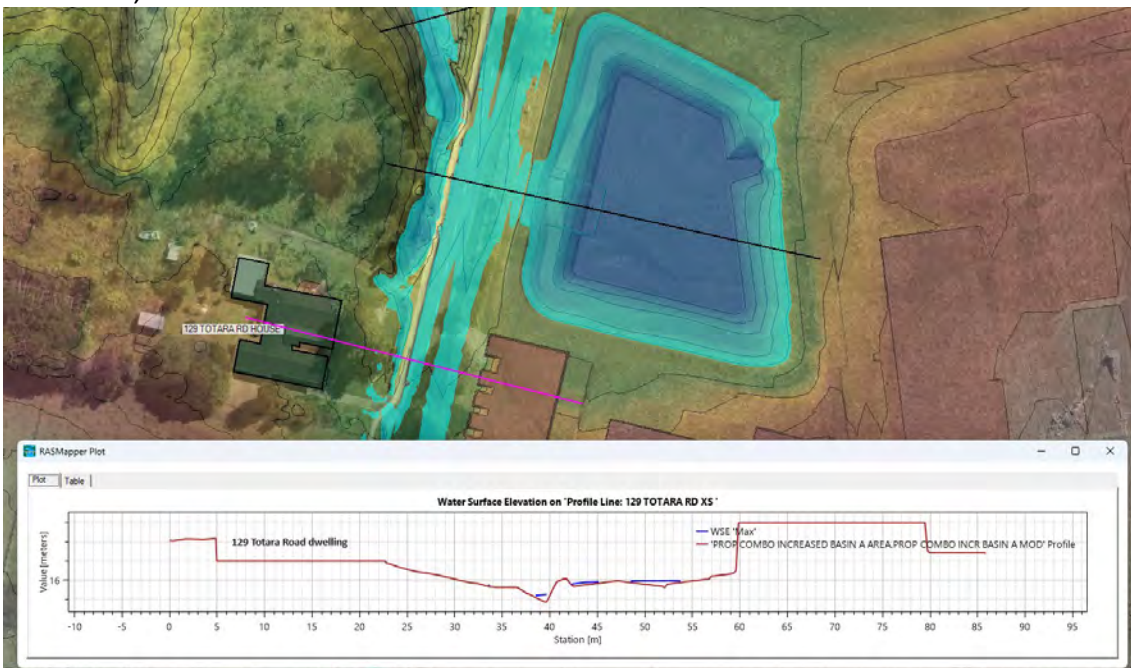 129 TOTARA RD HOUSE
RASMapper Plot
Plot
Table
Water Surface Elevation on 'Profile Line: 129 TOTARA RD XS '
WSE 'Max'
129 Totara Road dwelling
'PROP COMBO INCREASED BASIN A AREA.PROP COMBO INCR BASIN A MOD' Profile
Value [meters]
16
-10 -5 0 5 10 15 20 25 30 35 40 45 50 55 60 65 70 75 80 85 90 95
Station [m]